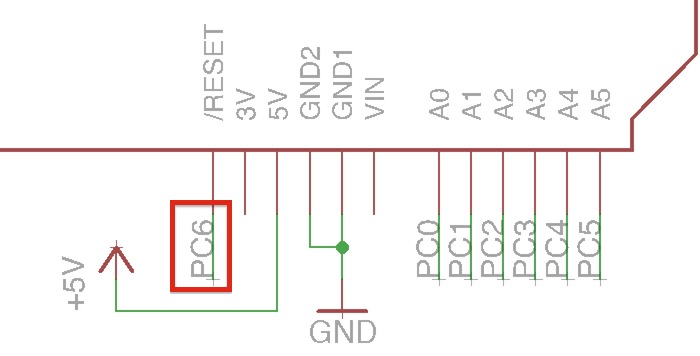 /RESET
3V
5V
GND2
GND1
VIN
A0
A1
A2
A3
A4
A5
PC6
PC0
PC1
PC2
PC3
PC4
PC5
+5V
GND